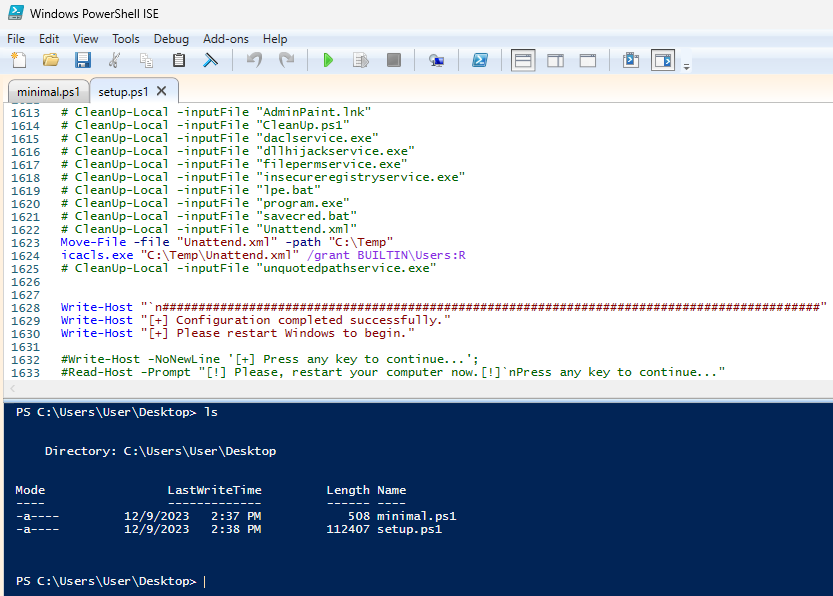 Windows PowerShell ISE
File Edit View Tools Debug Add-ons Help
minimal.ps1 setup.ps1 X
1613 # CleanUp-Local -inputFile "AdminPaint.lnk"
1614 # CleanUp-Local -inputFile "CleanUp.ps1"
1615 # CleanUp-Local -inputFile "daclservice.exe"
1616 # CleanUp-Local -inputFile "dllhijackservice.exe"
1617 # CleanUp-Local -inputFile "filepermservice.exe"
1618 # CleanUp-Local -inputFile "insecureregistryservice.exe"
1619 # CleanUp-Local -inputFile "lpe.bat"
1620 # CleanUp-Local -inputFile "program.exe"
1621 # CleanUp-Local -inputFile "savecred.bat"
1622 # CleanUp-Local -inputFile "Unattend.xml"
1623 Move-File -file "Unattend.xml" -path "C:\Temp"
1624 icacls.exe "C:\Temp\Unattend.xml" /grant BUILTIN\Users:R
1625 # CleanUp-Local -inputFile "unquotedpathservice.exe"
1626
1627
1628 Write-Host "`n###########################################################################################"
1629 Write-Host "[+] Configuration completed successfully."
1630 Write-Host "[+] Please restart Windows to begin."
1631
1632 #Write-Host -NoNewLine '[+] Press any key to continue...';
1633 #Read-Host -Prompt "[!] Please, restart your computer now.[!]`nPress any key to continue..."
PS C:\Users\User\Desktop> ls
Directory: C:\Users\User\Desktop
Mode LastWriteTime Length Name
---- ------------- ------ ----
-a---- 12/9/2023 2:37 PM 508 minimal.ps1
-a---- 12/9/2023 2:38 PM 112407 setup.ps1
PS C:\Users\User\Desktop>